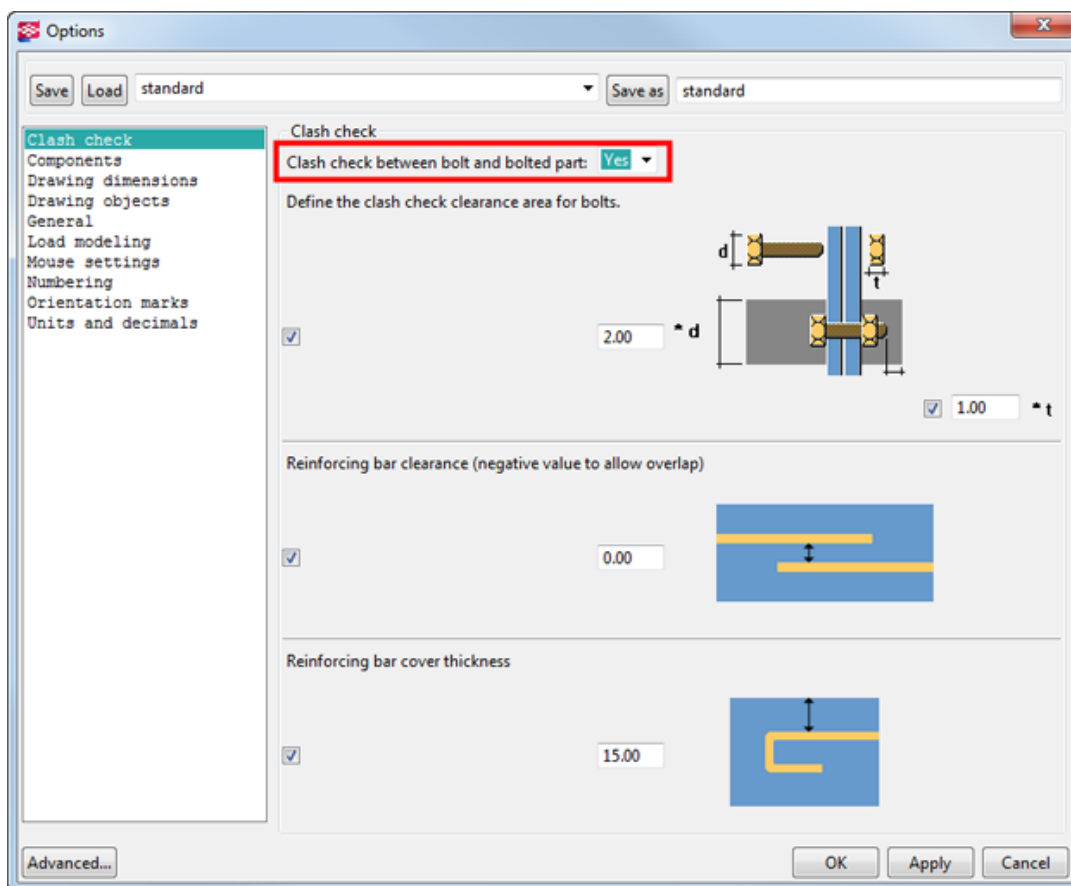 Options
Save Load standard Save as standard
Clash check
Components
Drawing dimensions
Drawing objects
General
Load modeling
Mouse settings
Numbering
Orientation marks
Units and decimals
Clash check
Clash check between bolt and bolted part: Yes
Define the clash check clearance area for bolts.
d
t
2.00 * d
1.00 * t
Reinforcing bar clearance (negative value to allow overlap)
0.00
Reinforcing bar cover thickness
15.00
Advanced... OK Apply Cancel